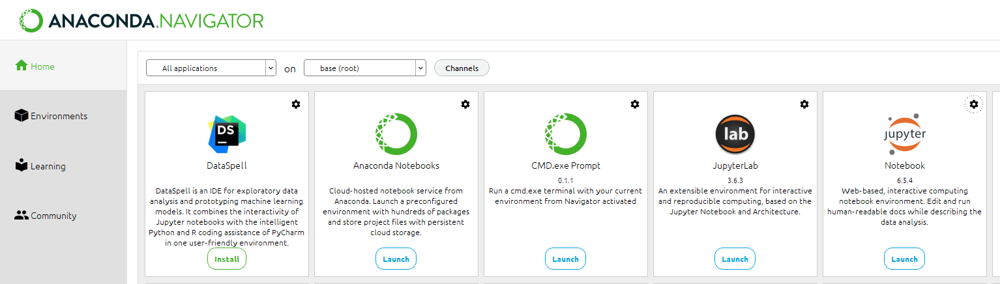 ANACONDA.NAVIGATOR
Home
Environments
Learning
Community
All applications
on
base (root)
Channels
DS
DataSpell
DataSpell is an IDE for exploratory data
analysis and prototyping machine learning
models. It combines the interactivity of
Jupyter notebooks with the intelligent
Python and R coding assistance of PyCharm
in one user-friendly environment.
Install
Anaconda Notebooks
Cloud-hosted notebook service from
Anaconda. Launch a preconfigured
environment with hundreds of packages
and store project files with persistent
cloud storage.
Launch
CMD.exe Prompt
0.1.1
Run a cmd.exe terminal with your current
environment from Navigator activated
Launch
lab
JupyterLab
3.6.3
An extensible environment for interactive
and reproducible computing, based on the
Jupyter Notebook and Architecture.
Launch
jupyter
Notebook
6.5.4
Web-based, interactive computing
notebook environment. Edit and run
human-readable docs while describing the
data analysis.
Launch